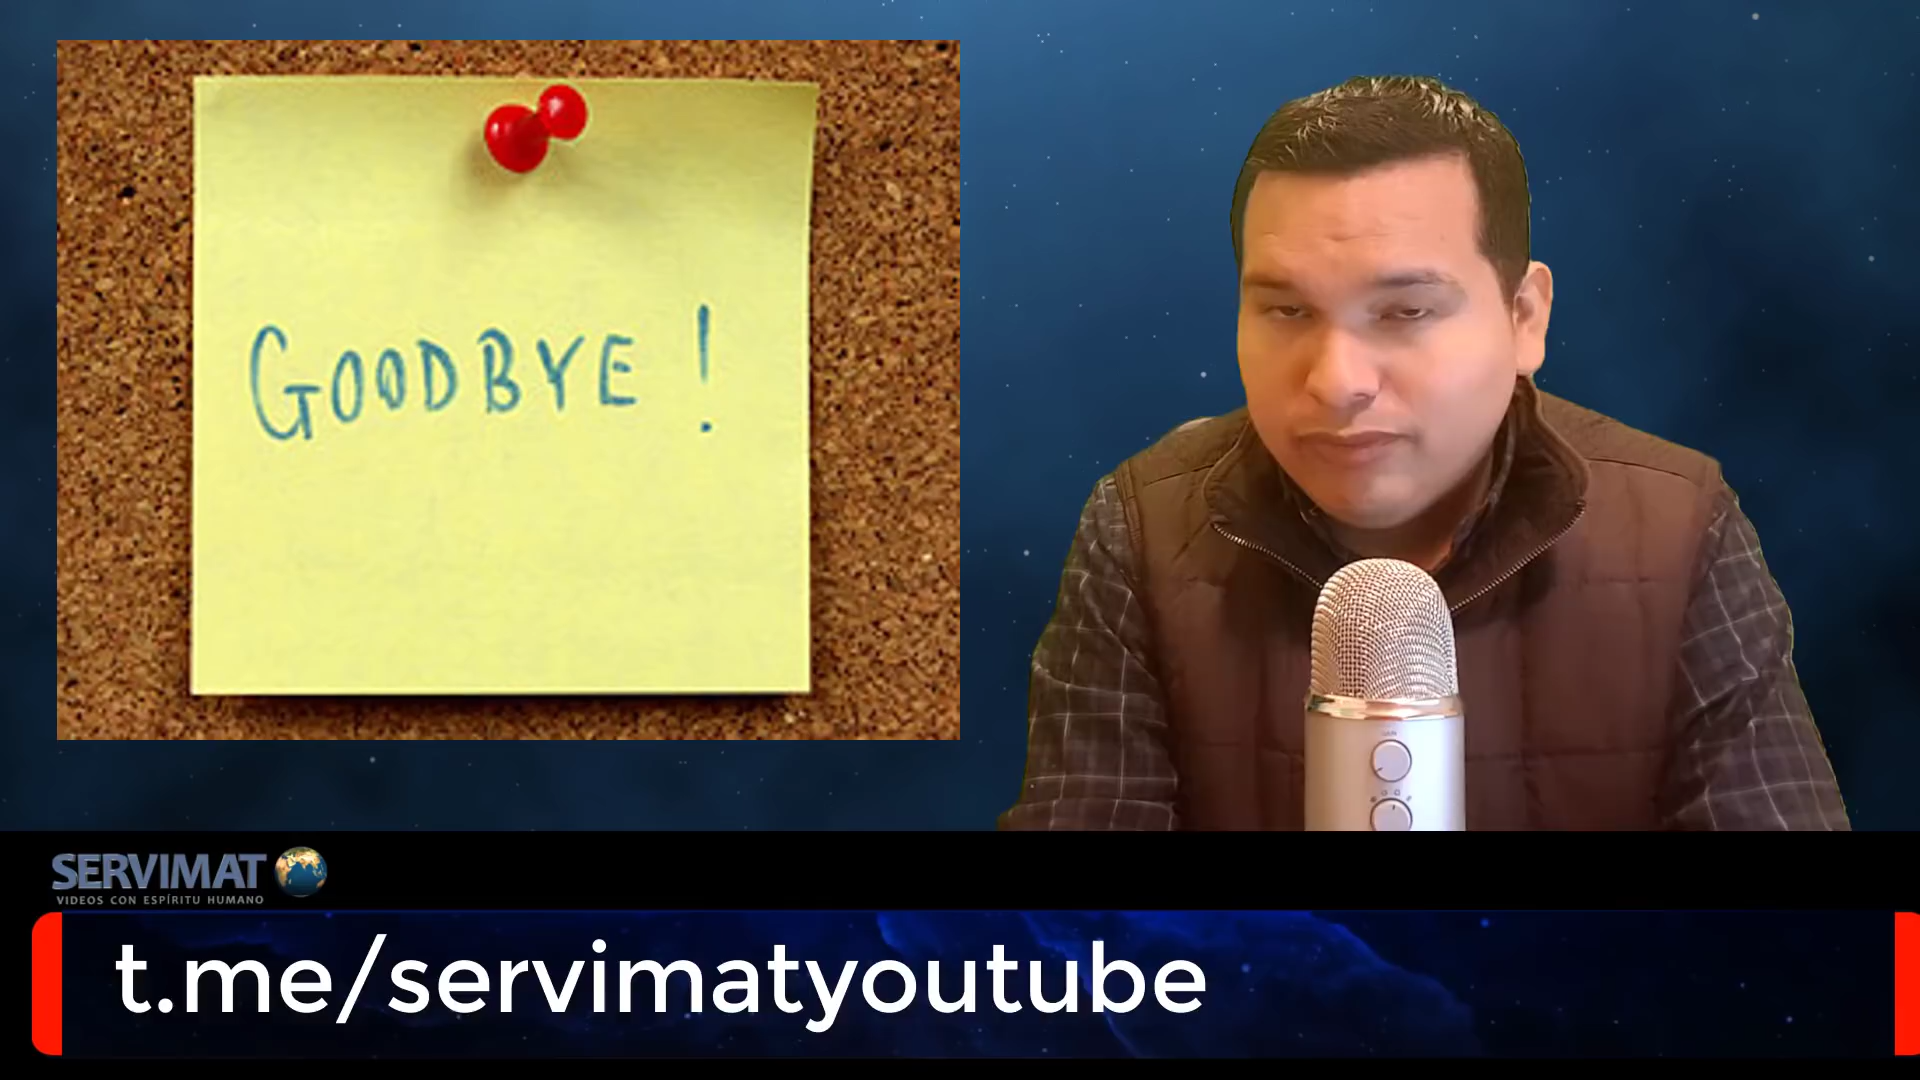 GOODBYE !
SERVIMAT
VIDEOS CON ESPÍRITU HUMANO
t.me/servimatyoutube